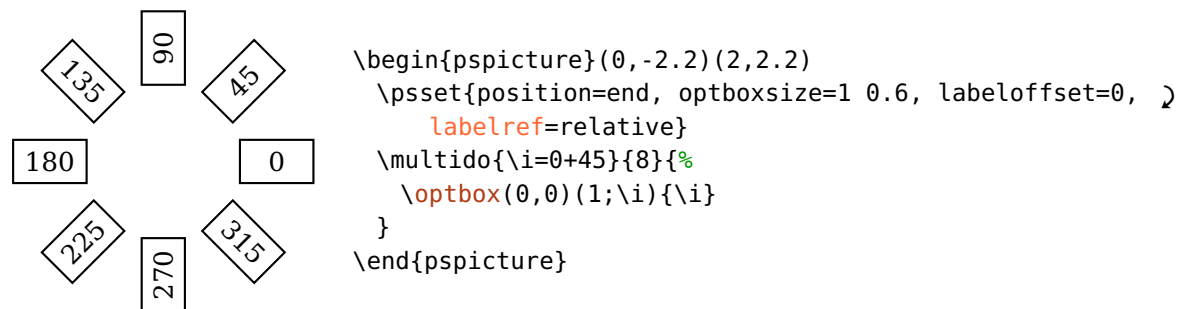 90
135
45
180
0
225
315
270
\begin{pspicture}(0,-2.2)(2,2.2)
\psset{position=end, optboxsize=1 0.6, labeloffset=0,
labelref=relative}
\multido{\i=0+45}{8}{%
\optbox(0,0)(1;\i){\i}
}
\end{pspicture}